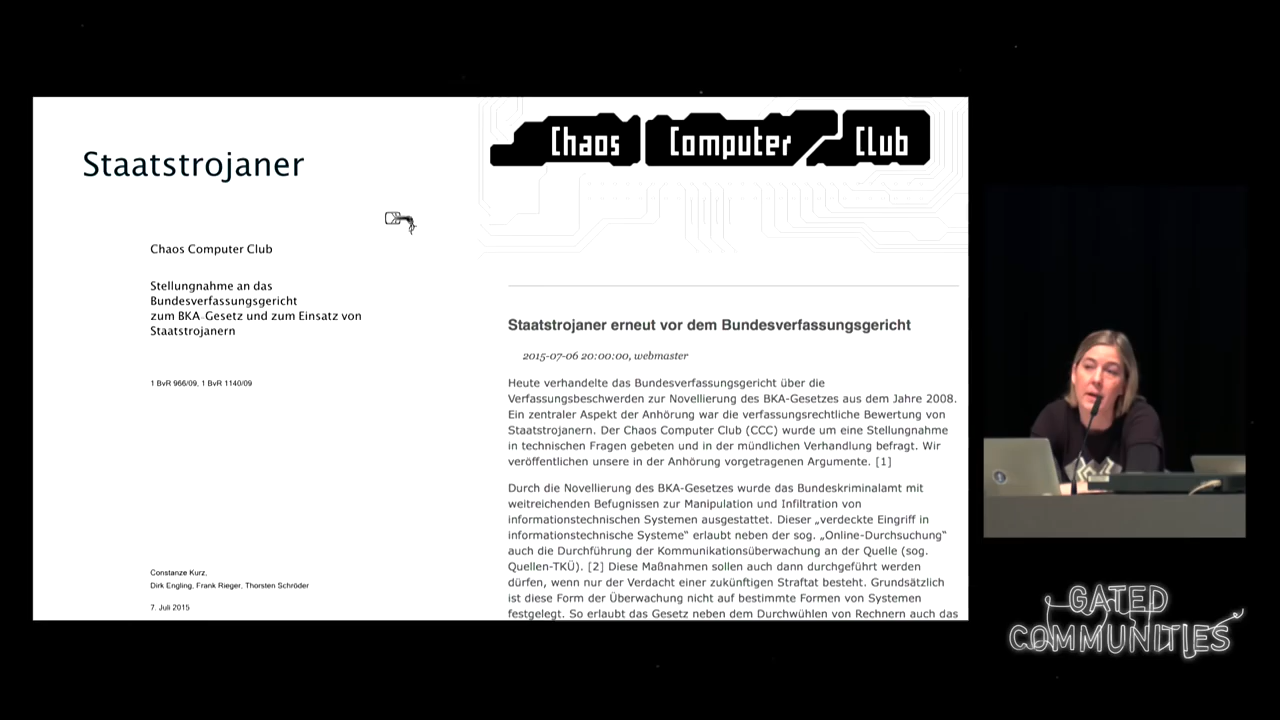 Staatstrojaner
Chaos Computer Club
Stellungnahme an das
Bundesverfassungsgericht
zum BKA-Gesetz und zum Einsatz von
Staatstrojanern
1 BvR 966/09, 1 BvR 1140/09
Constanze Kurz,
Dirk Engling, Frank Rieger, Thorsten Schröder
7. Juli 2015
Chaos Computer Club
Staatstrojaner erneut vor dem Bundesverfassungsgericht
2015-07-06 20:00:00, webmaster
Heute verhandelte das Bundesverfassungsgericht über die
Verfassungsbeschwerden zur Novellierung des BKA-Gesetzes aus dem Jahre 2008.
Ein zentraler Aspekt der Anhörung war die verfassungsrechtliche Bewertung von
Staatstrojanern. Der Chaos Computer Club (CCC) wurde um eine Stellungnahme
in technischen Fragen gebeten und in der mündlichen Verhandlung befragt. Wir
veröffentlichen unsere in der Anhörung vorgetragenen Argumente. [1]
Durch die Novellierung des BKA-Gesetzes wurde das Bundeskriminalamt mit
weitreichenden Befugnissen zur Manipulation und Infiltration von
informationstechnischen Systemen ausgestattet. Dieser „verdeckte Eingriff in
informationstechnische Systeme“ erlaubt neben der sog. „Online-Durchsuchung“
auch die Durchführung der Kommunikationsüberwachung an der Quelle (sog.
Quellen-TKÜ). [2] Diese Maßnahmen sollen auch dann durchgeführt werden
dürfen, wenn nur der Verdacht einer zukünftigen Straftat besteht. Grundsätzlich
ist diese Form der Überwachung nicht auf bestimmte Formen von Systemen
festgelegt. So erlaubt das Gesetz neben dem Durchwühlen von Rechnern auch das
GATED
COMMUNITIES